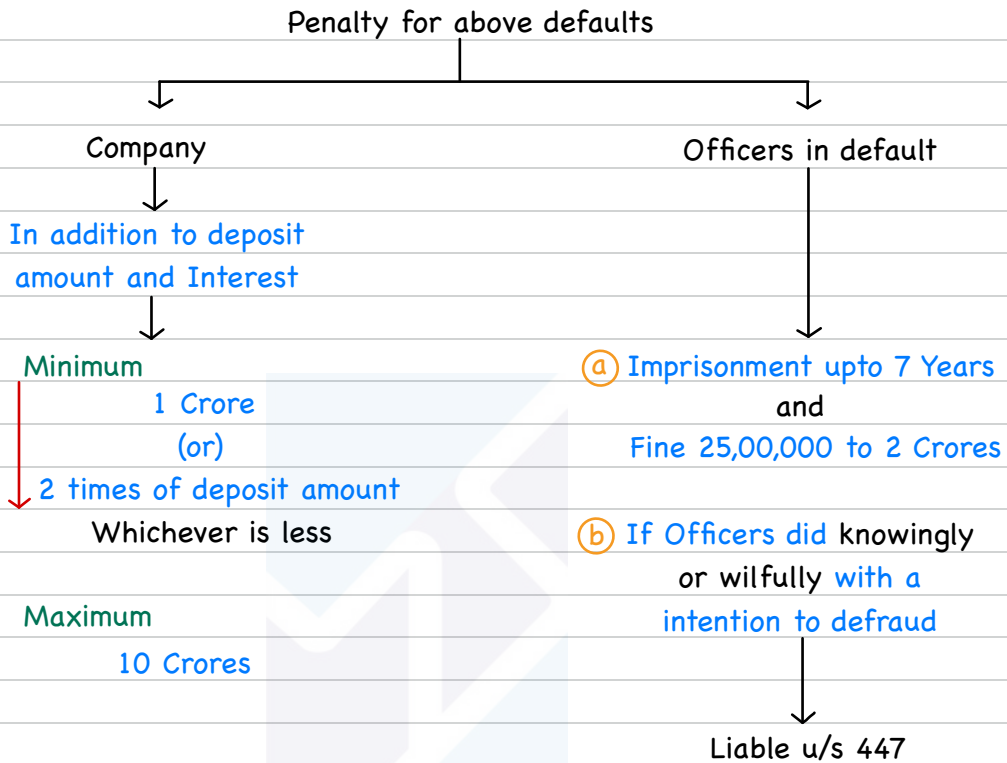 Penalty for above defaults
Company
In addition to deposit
amount and Interest
Minimum
1 Crore
(or)
2 times of deposit amount
Whichever is less
Maximum
10 Crores
Officers in default
a Imprisonment upto 7 Years
and
Fine 25,00,000 to 2 Crores
b If Officers did knowingly
or wilfully with a
intention to defraud
Liable u/s 447